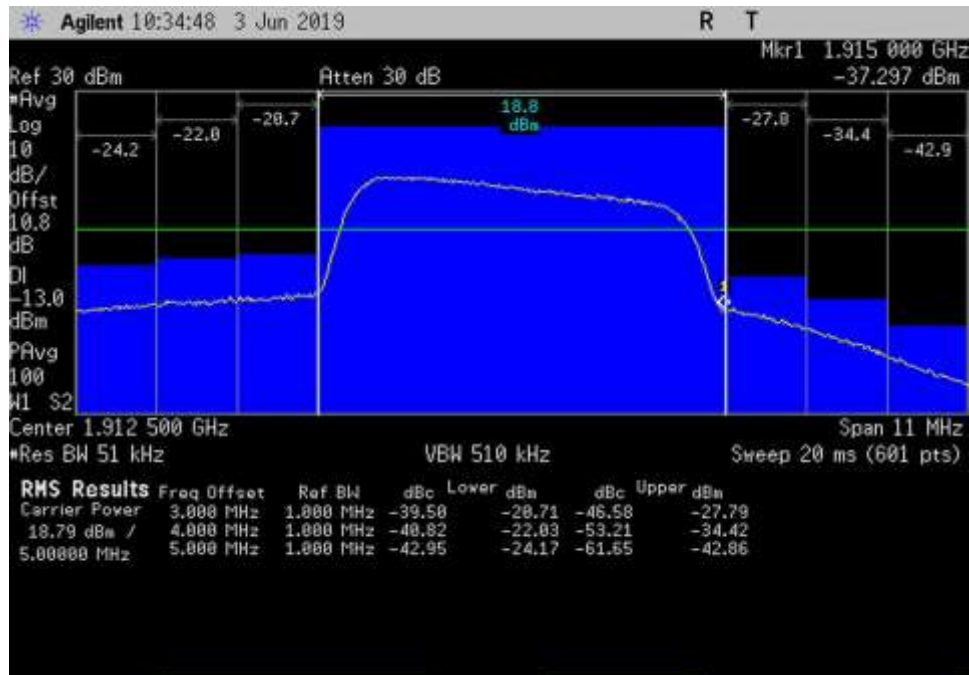 Agilent 10:34:48 3 Jun 2019 R T
Mkr1 1.915 000 GHz
Ref 30 dBm Atten 30 dB -37.297 dBm
*Avg
Log
10
dB/
Offst
10.8
dB
DI
-13.0
dBm
PAvg
100
W1 S2
-24.2
-22.0
-20.7
18.8
dBm
-27.8
-34.4
-42.9
Center 1.912 500 GHz Span 11 MHz
*Res BW 51 kHz VBW 510 kHz Sweep 20 ms (601 pts)
RMS Results Freq Offset Ref BW dBc Lower dBm dBc Upper dBm
Carrier Power 3.000 MHz 1.000 MHz -39.50 -20.71 -46.58 -27.79
18.79 dBm / 4.000 MHz 1.000 MHz -40.82 -22.03 -53.21 -34.42
5.00000 MHz 5.000 MHz 1.000 MHz -42.95 -24.17 -61.65 -42.86